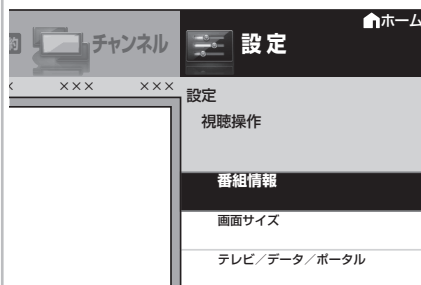 ホーム
チャンネル
設定
××× ×××
設定
視聴操作
番組情報
画面サイズ
テレビ／データ／ポータル